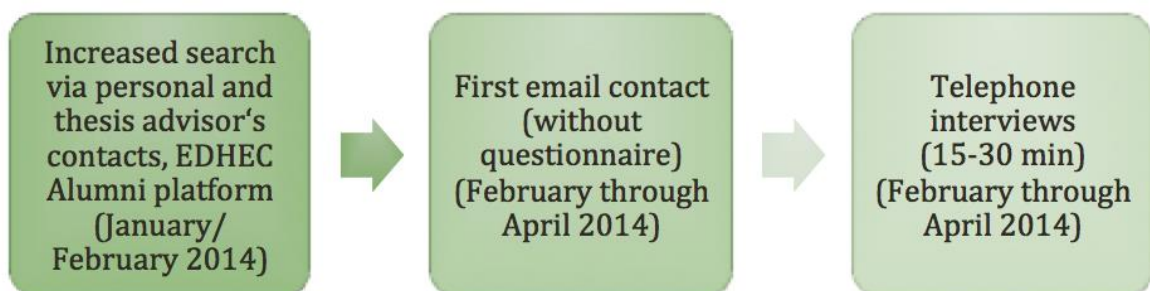 Increased search
via personal and
thesis advisor‘s
contacts, EDHEC
Alumni platform
(January/
February 2014)
First email contact
(without
questionnaire)
(February through
April 2014)
Telephone
interviews
(15-30 min)
(February through
April 2014)